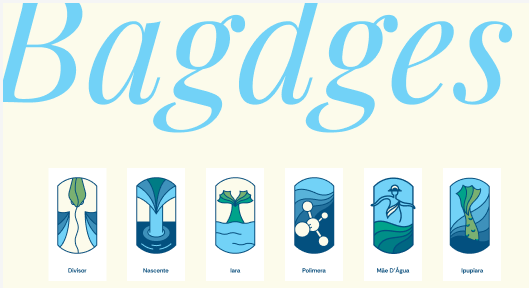 Bagdges
Divisor
Nascente
Iara
Polímera
Mãe D'Água
Ipupiara